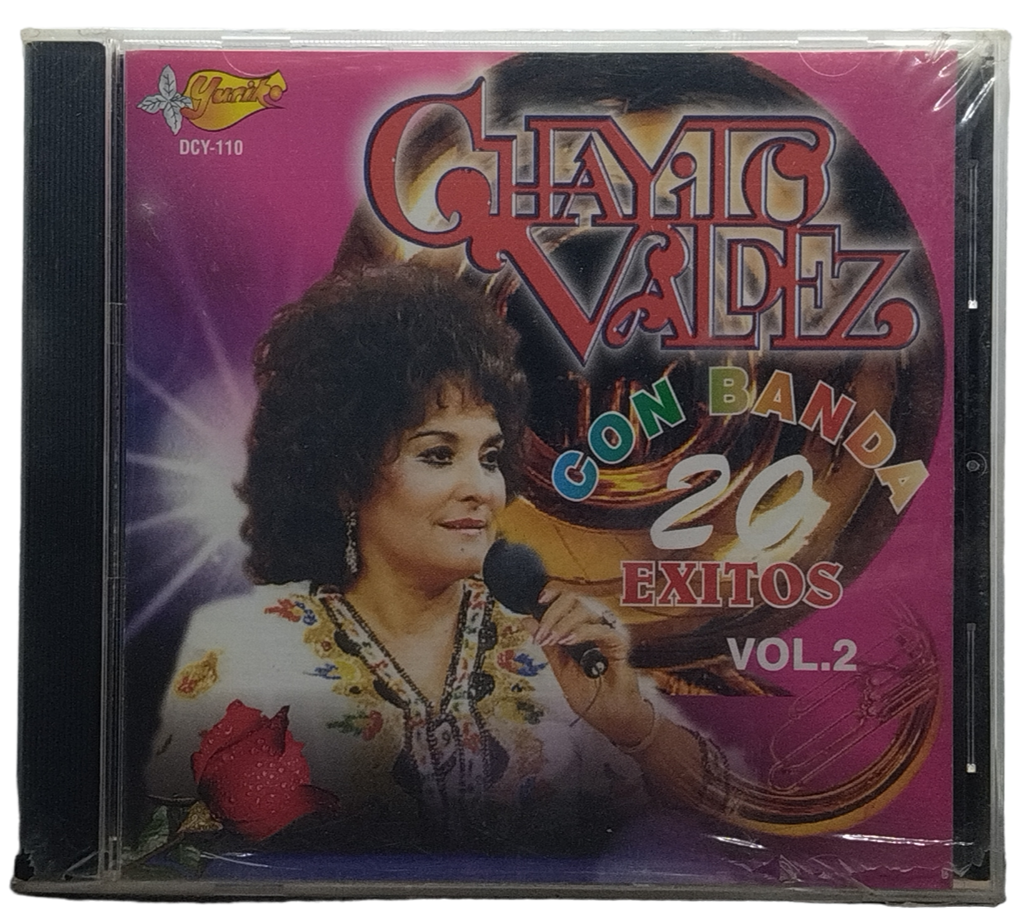 Yuriko
DCY-110
CHAYITO
VALDEZ
CON BANDA
20
EXITOS
VOL.2